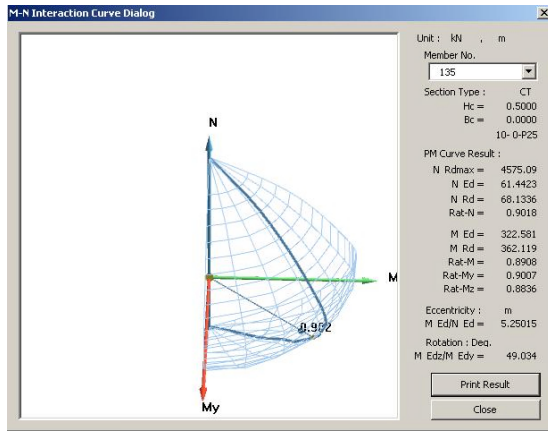 M-N Interaction Curve Dialog
Unit : kN , m
Member No.
135
Section Type : CT
Hc = 0.5000
Bc = 0.0000
10- 0-P25
PM Curve Result :
N Rdmax = 4575.09
N Ed = 61.4423
N Rd = 68.1336
Rat-N = 0.9018
M Ed = 322.581
M Rd = 362.119
Rat-M = 0.8908
Rat-My = 0.9007
Rat-Mz = 0.8836
Eccentricity : m
M Ed/N Ed = 5.25015
Rotation : Deg.
M Edz/M Edy = 49.034
Print Result
Close
N
M
My